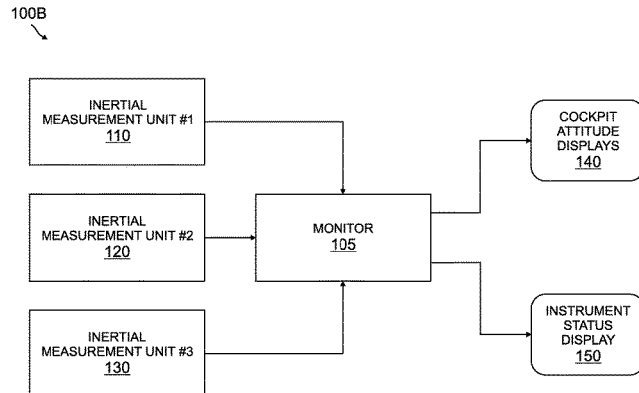 100B
INERTIAL
MEASUREMENT UNIT #1
110
INERTIAL
MEASUREMENT UNIT #2
120
INERTIAL
MEASUREMENT UNIT #3
130
MONITOR
105
COCKPIT
ATTITUDE
DISPLAYS
140
INSTRUMENT
STATUS
DISPLAY
150